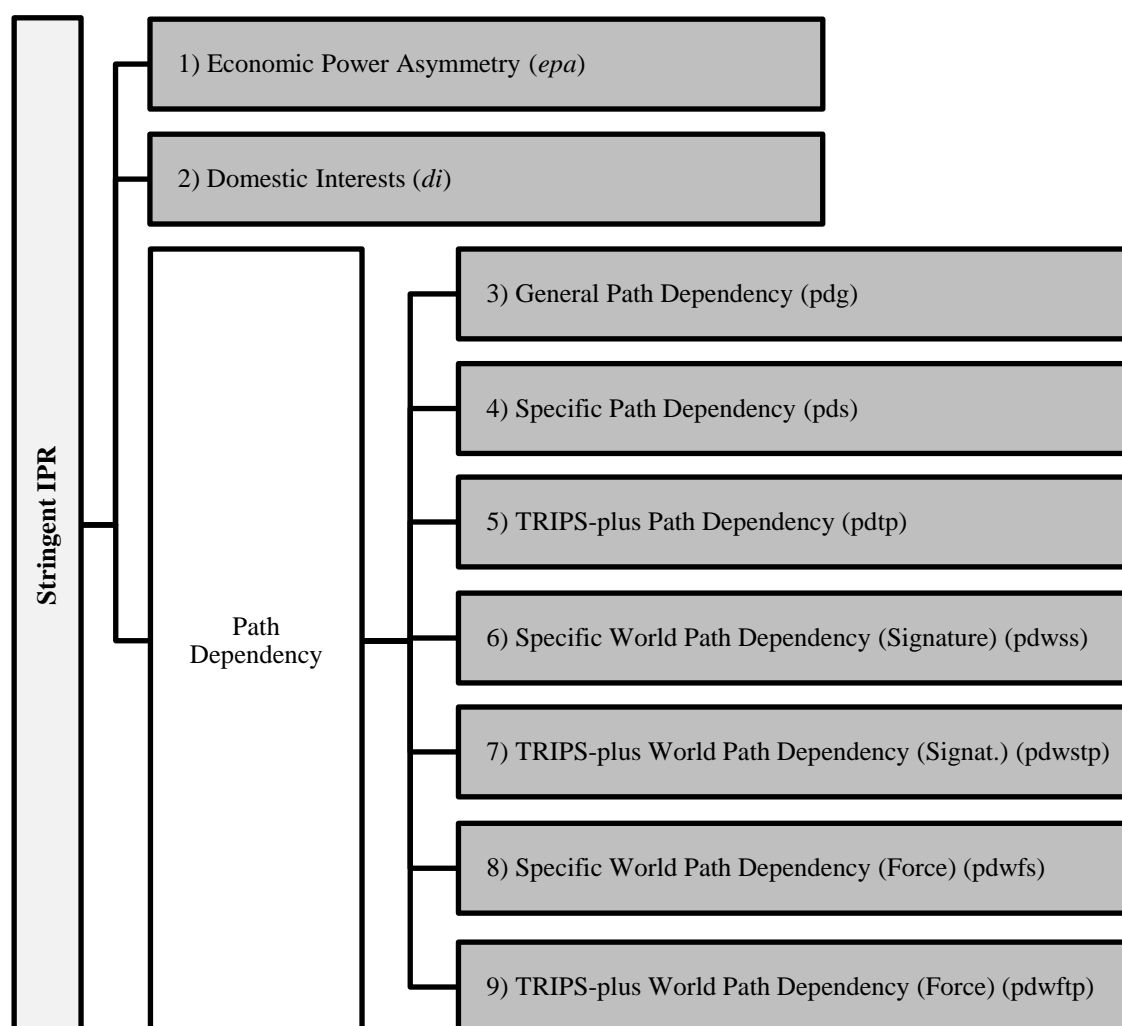 Stringent IPR
1) Economic Power Asymmetry (epa)
2) Domestic Interests (di)
Path
Dependency
3) General Path Dependency (pdg)
4) Specific Path Dependency (pds)
5) TRIPS-plus Path Dependency (pdtp)
6) Specific World Path Dependency (Signature) (pdwss)
7) TRIPS-plus World Path Dependency (Signat.) (pdwstp)
8) Specific World Path Dependency (Force) (pdwfs)
9) TRIPS-plus World Path Dependency (Force) (pdwftp)